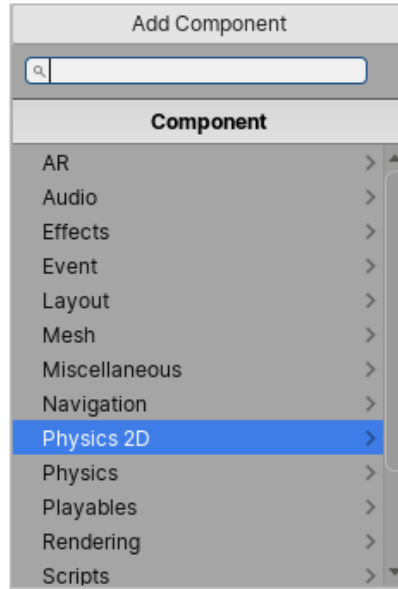 Add Component
Component
AR
Audio
Effects
Event
Layout
Mesh
Miscellaneous
Navigation
Physics 2D
Physics
Playables
Rendering
Scripts